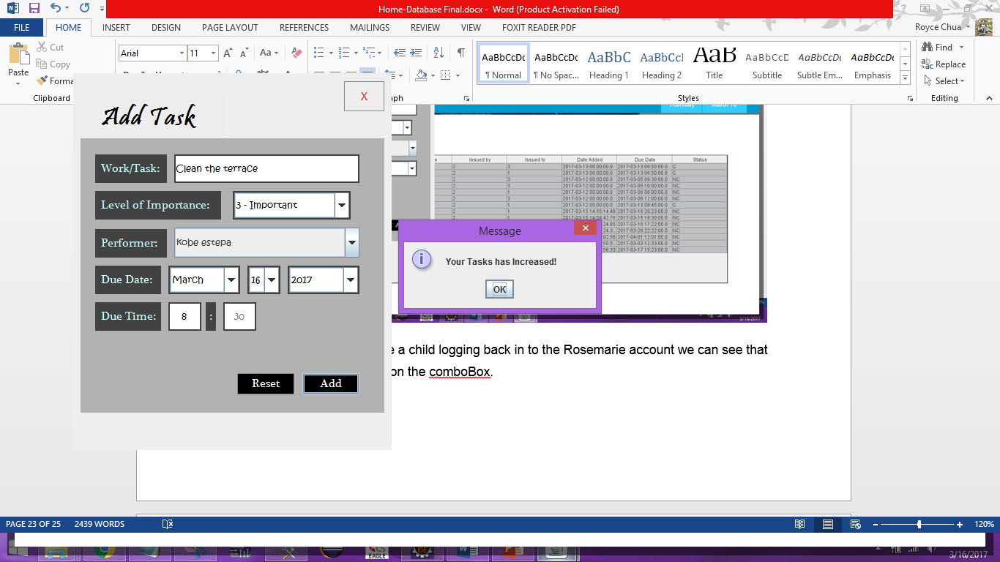 Home-Database Final.docx - Word (Product Activation Failed)
FILE HOME INSERT DESIGN PAGE LAYOUT REFERENCES MAILINGS REVIEW VIEW FOXIT READER PDF Royce Chua
Paste
Cut
Copy
Forma
Clipboard
Arial 11
Aa
AaBbCcDc AaBbCcDc AaBbC AaBbCcI AaB AaBbCcD AaBbCcDc AaBbCcDc
¶ Normal ¶ No Spac... Heading 1 Heading 2 Title Subtitle Subtle Em... Emphasis
Styles
Find
Replace
Select
Editing
X
Add Task
Work/Task: Clean the terrace
Level of Importance: 3 - Important
Performer: Kobe estepa
Due Date: March 16 2017
Due Time: 8 : 30
Reset Add
Thursday March 16
Issued by Issued to Date Added Due Date Status
2 3 2017-03-13 06:00:00.0 2017-03-13 06:50:00.0 C
2 1 2017-03-13 06:00:00.0 2017-03-13 06:50:00.0 C
2 3 2017-03-12 00:00:00.0 2017-03-05 09:30:00.0 NC
2 3 2017-03-12 00:00:00.0 2017-03-05 10:00:00.0 NC
2 1 2017-03-12 00:00:00.0 2017-03-06 06:00:00.0 NC
2 3 2017-03-12 00:00:00.0 2017-03-06 12:00:00.0 NC
2 1 2017-03-12 00:00:00.0 2017-03-13 08:45:00.0 C
2 1 2017-03-15 14:55:14.48 2017-03-16 20:23:00.0 NC
2 1 2017-03-15 14:58:42.76 2017-03-16 18:30:00.0 NC
24.85 2017-03-16 17:22:00.0 NC
24.3... 2017-03-26 22:22:00.0 NC
02.56 2017-04-01 12:01:00.0 NC
50.5... 2017-03-03 12:33:00.0 NC
56.33 2017-03-17 15:23:00.0 NC
Message
Your Tasks has Increased!
OK
3/16/2017
e a child logging back in to the Rosemarie account we can see that
on the comboBox.
PAGE 23 OF 25 2439 WORDS 120%
EAGLE IDE
3/16/2017